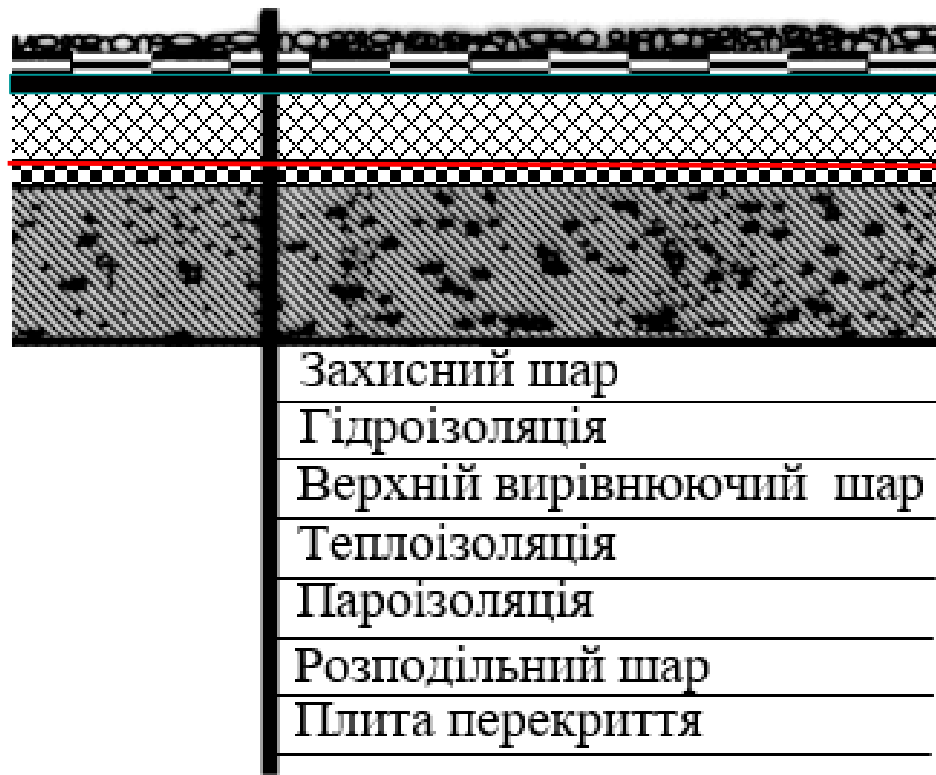 Захисний шар
Гідроізоляція
Верхній вирівнюючий шар
Теплоізоляція
Пароізоляція
Розподільний шар
Плита перекриття